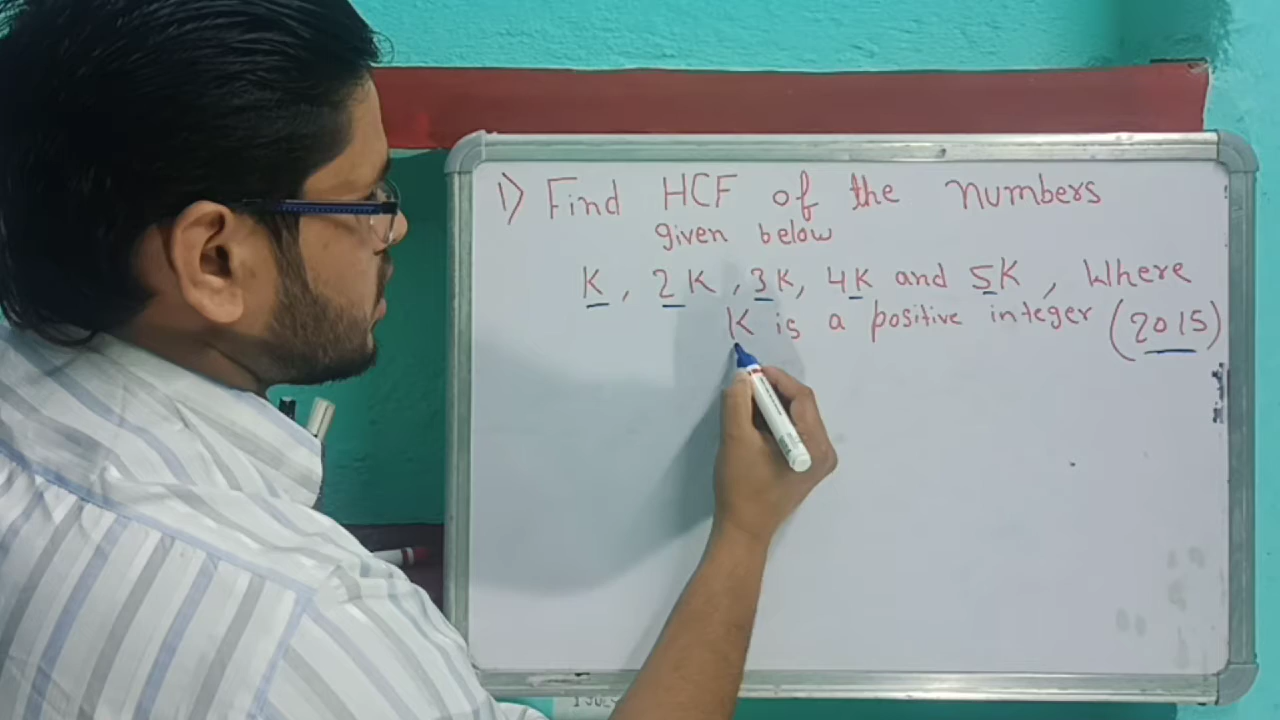 1) Find HCF of the numbers
given below
K, 2K, 3K, 4K and 5K, Where
K is a positive integer (2015)